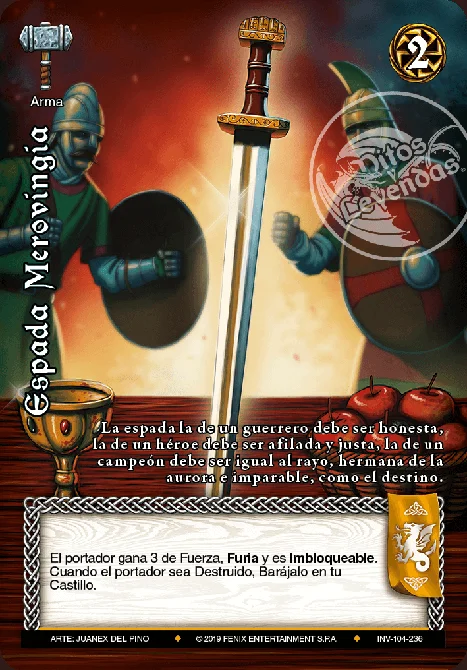 2
Arma
Espada Merovingia
Mitos y
Leyendas
La espada la de un guerrero debe ser honesta,
la de un héroe debe ser afilada y justa, la de un
campeón debe ser igual al rayo, hermana de la
aurora e imparable, como el destino.
El portador gana 3 de Fuerza, Furia y es Imbloqueable.
Cuando el portador sea Destruido, Barájalo en tu
Castillo.
ARTE: JUANEX DEL PINO ♦ © 2019 FENIX ENTERTAINMENT S.P.A. ♦ INV-104-236